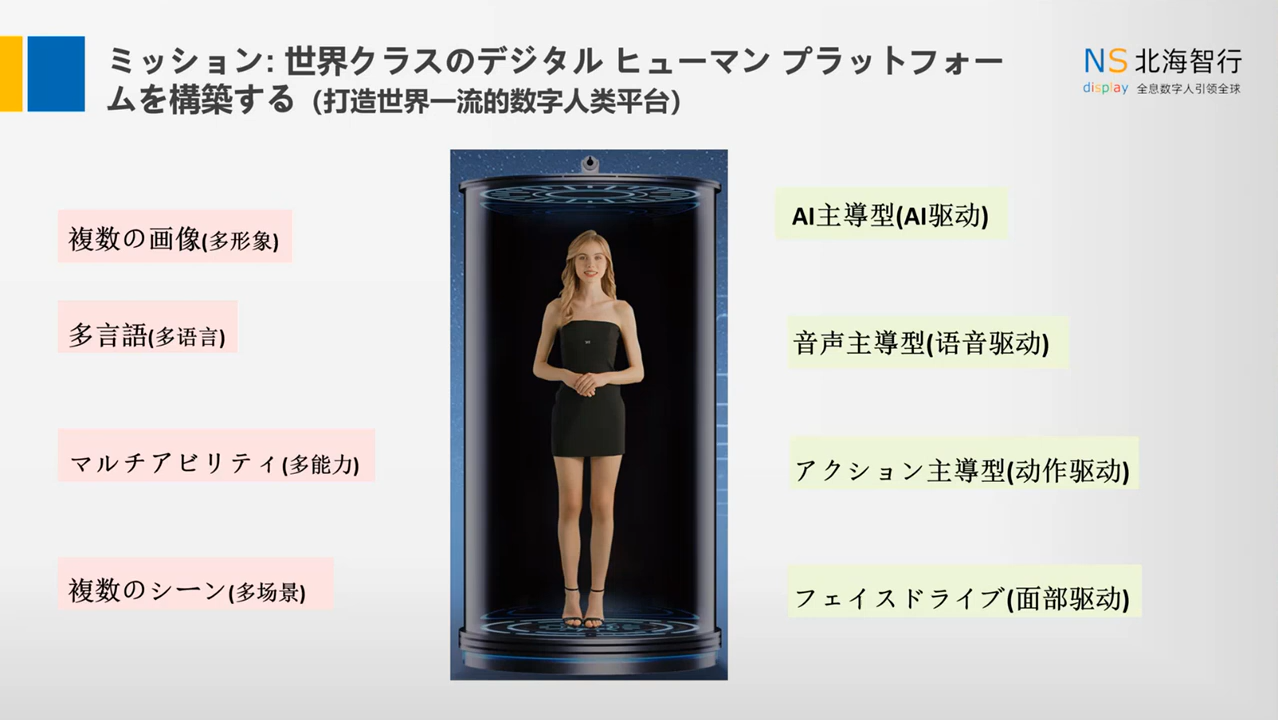 ミッション: 世界クラスのデジタル ヒューマン プラットフォー
ムを構築する (打造世界一流的数字人类平台)
NS 北海智行
display 全息数字人引领全球
複数の画像(多形象)
多言語(多语言)
マルチアビリティ(多能力)
複数のシーン(多场景)
AI主導型(AI驱动)
音声主導型(语音驱动)
アクション主導型(动作驱动)
フェイスドライブ(面部驱动)